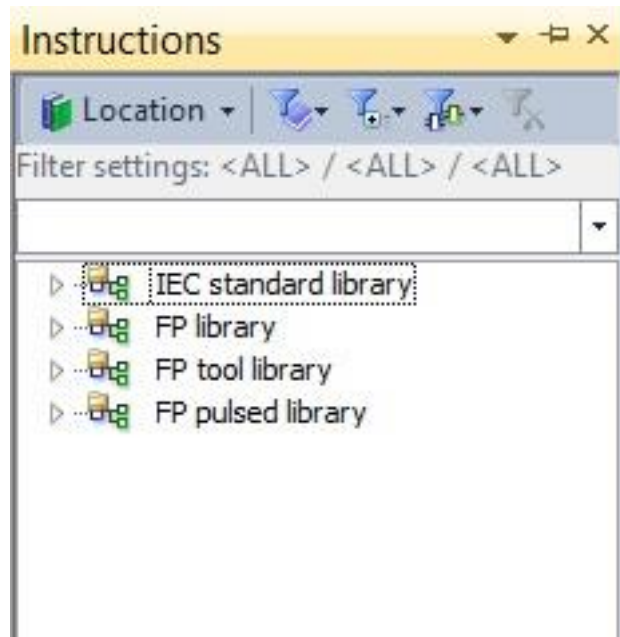 Instructions
Location
Filter settings: <ALL> / <ALL> / <ALL>
IEC standard library
FP library
FP tool library
FP pulsed library